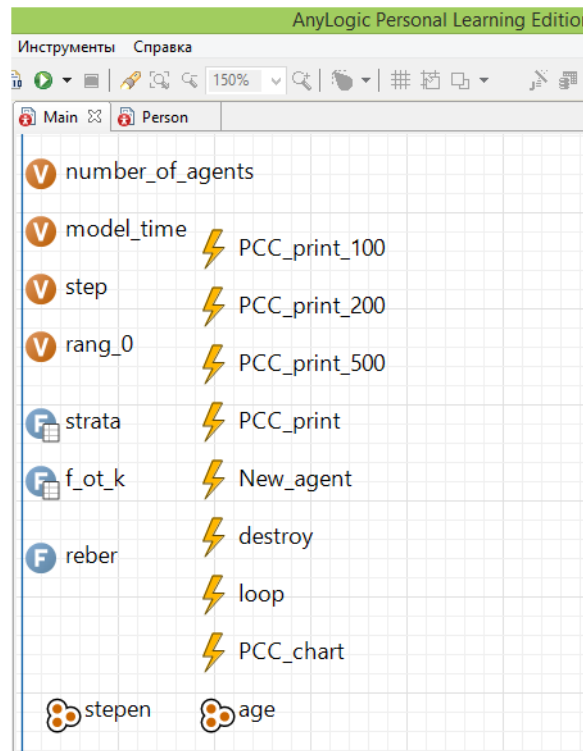 AnyLogic Personal Learning Edition
Инструменты Справка
150%
Main Person
V number_of_agents
V model_time
PCC_print_100
V step
PCC_print_200
V rang_0
PCC_print_500
F strata
PCC_print
F f_ot_k
New_agent
destroy
F reber
loop
PCC_chart
stepen age